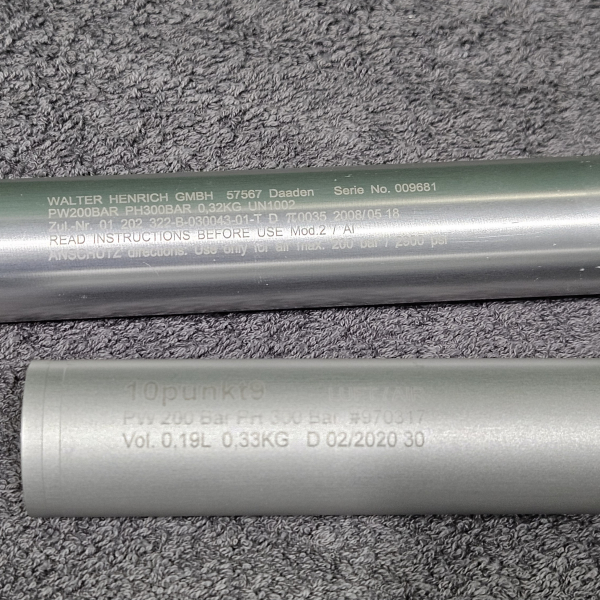 WALTER HENRICH GMBH 57567 Daaden Serie No. 009681
PW200BAR PH300BAR 0,32KG UN1002
Zul.-Nr. 01 202 322-B-030043-01-T D π0035 2008/05 18
READ INSTRUCTIONS BEFORE USE Mod.2 / Al
ANSCHÜTZ directions. Use only for air max. 200 bar / 2900 psi
10punkt9
PW 200 Bar PH 300 Bar #970317
Vol. 0,19L 0,33KG D 02/2020 30